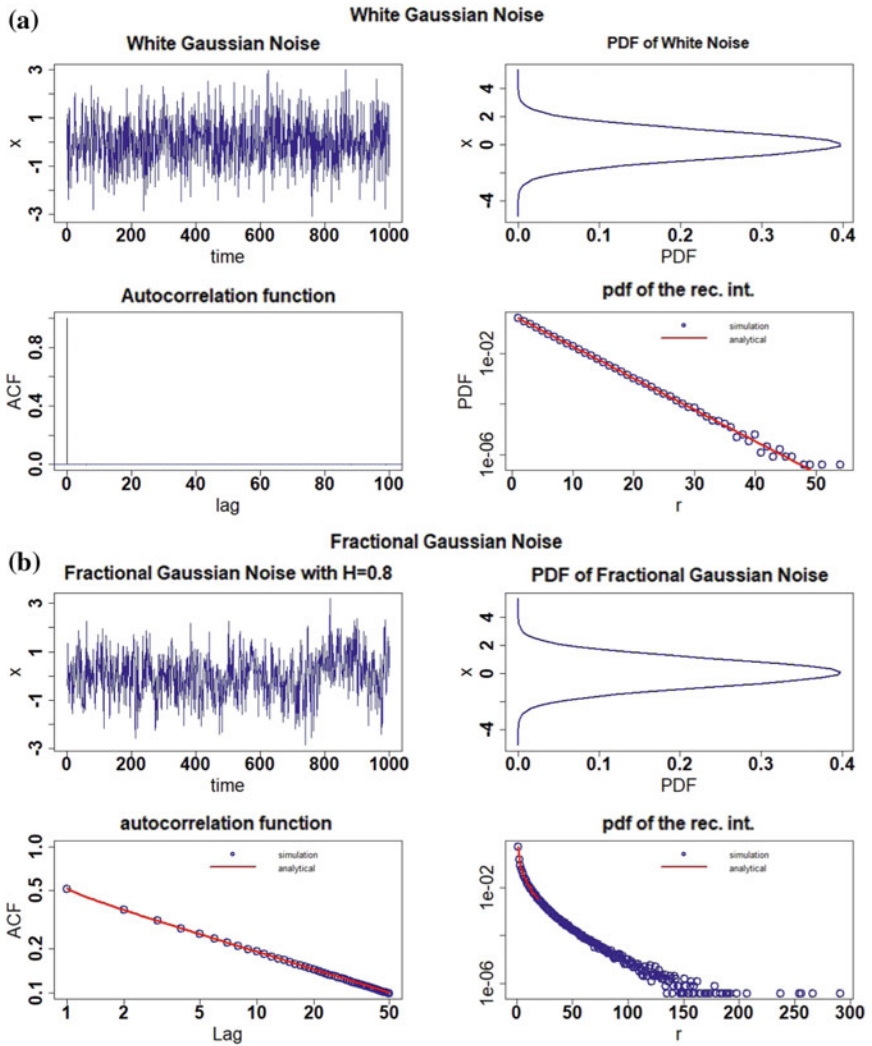 (a)
White Gaussian Noise
White Gaussian Noise
3
1
-1
-3
x
0 200 400 600 800 1000
time
PDF of White Noise
4
2
0
-4
x
0.0 0.1 0.2 0.3 0.4
PDF
Autocorrelation function
0.8
0.4
0.0
ACF
0 20 40 60 80 100
lag
pdf of the rec. int.
simulation
analytical
1e-02
1e-06
PDF
0 10 20 30 40 50
r
(b)
Fractional Gaussian Noise
Fractional Gaussian Noise with H=0.8
3
1
-1
-3
x
0 200 400 600 800 1000
time
PDF of Fractional Gaussian Noise
4
2
0
-4
x
0.0 0.1 0.2 0.3 0.4
PDF
autocorrelation function
simulation
analytical
1.0
0.5
0.2
0.1
ACF
1 2 5 10 20 50
Lag
pdf of the rec. int.
simulation
analytical
1e-02
1e-06
0 50 100 150 200 250 300
r